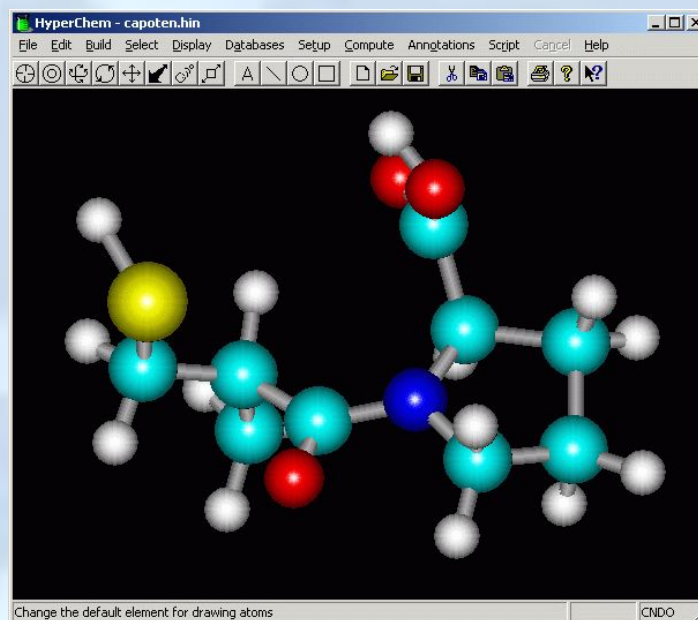 HyperChem - capoten.hin
File Edit Build Select Display Databases Setup Compute Annotations Script Cancel Help
A ? ?
Change the default element for drawing atoms CNDO